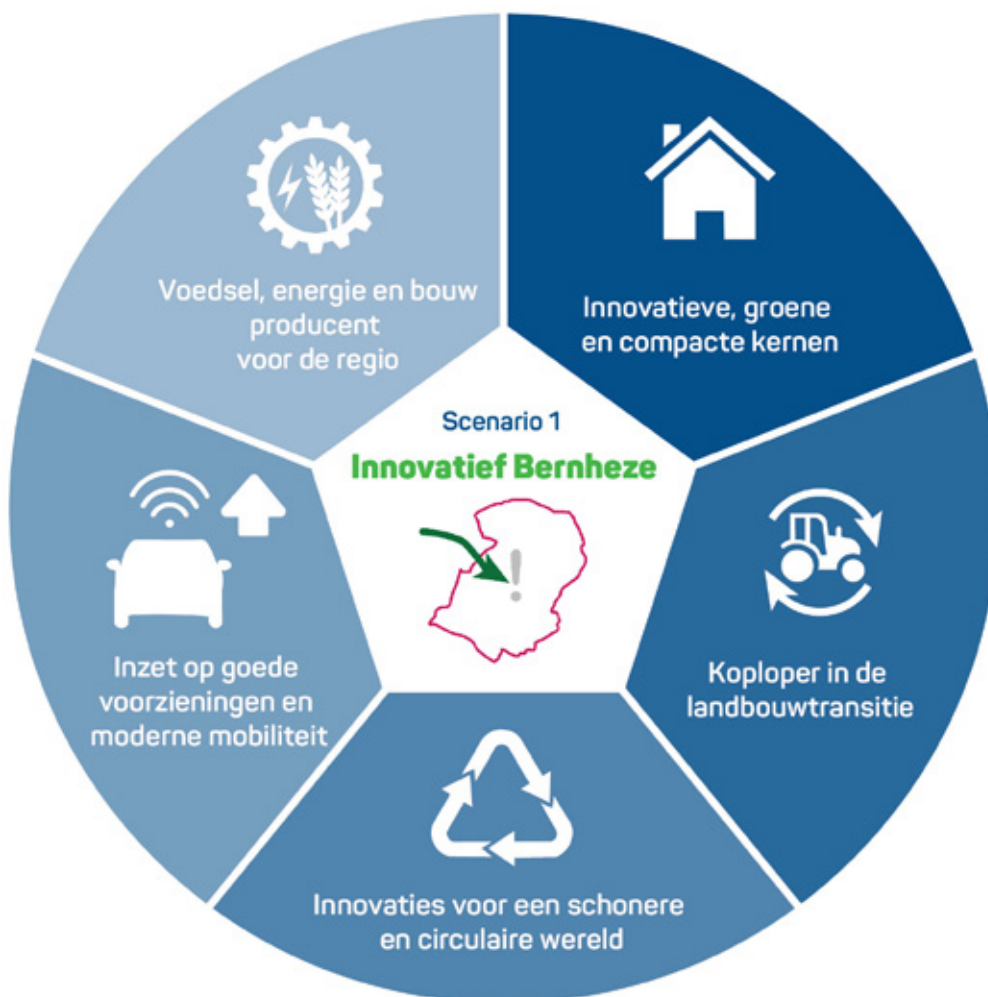 Voedsel, energie en bouw
producent
voor de regio
Innovatieve, groene
en compacte kernen
Scenario 1
Innovatief Bernheze
!
Inzet op goede
voorzieningen en
moderne mobiliteit
Koploper in de
landbouwtransitie
Innovaties voor een schonere
en circulaire wereld